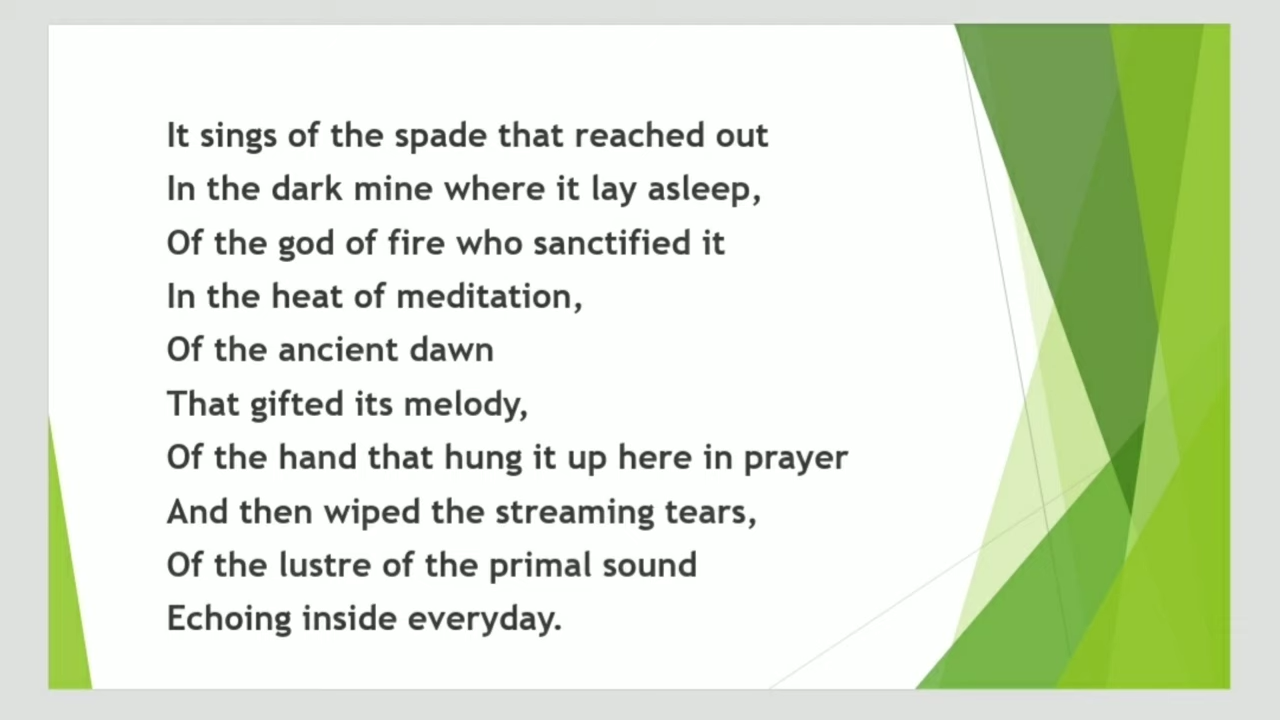 It sings of the spade that reached out
In the dark mine where it lay asleep,
Of the god of fire who sanctified it
In the heat of meditation,
Of the ancient dawn
That gifted its melody,
Of the hand that hung it up here in prayer
And then wiped the streaming tears,
Of the lustre of the primal sound
Echoing inside everyday.